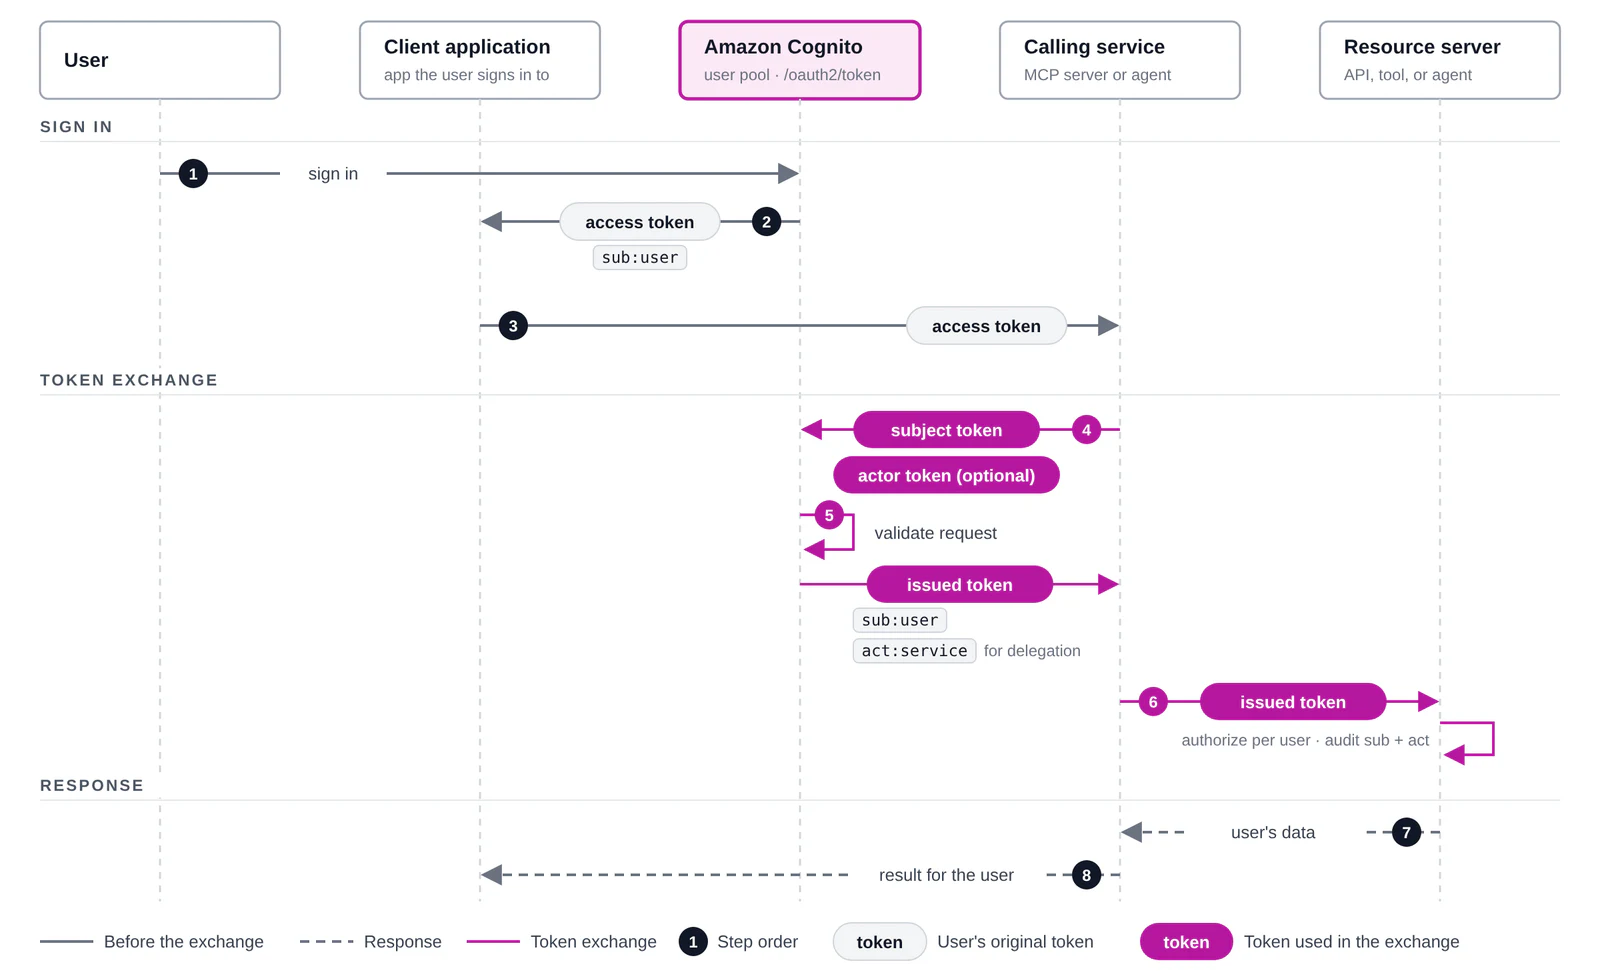 User
Client application
app the user signs in to
Amazon Cognito
user pool · /oauth2/token
Calling service
MCP server or agent
Resource server
API, tool, or agent
SIGN IN
1
sign in
access token
2
sub:user
3
access token
TOKEN EXCHANGE
subject token
4
actor token (optional)
5
validate request
issued token
sub:user
act:service for delegation
6
issued token
authorize per user · audit sub + act
RESPONSE
user's data
7
result for the user
8
Before the exchange
Response
Token exchange
1
Step order
token
User's original token
token
Token used in the exchange